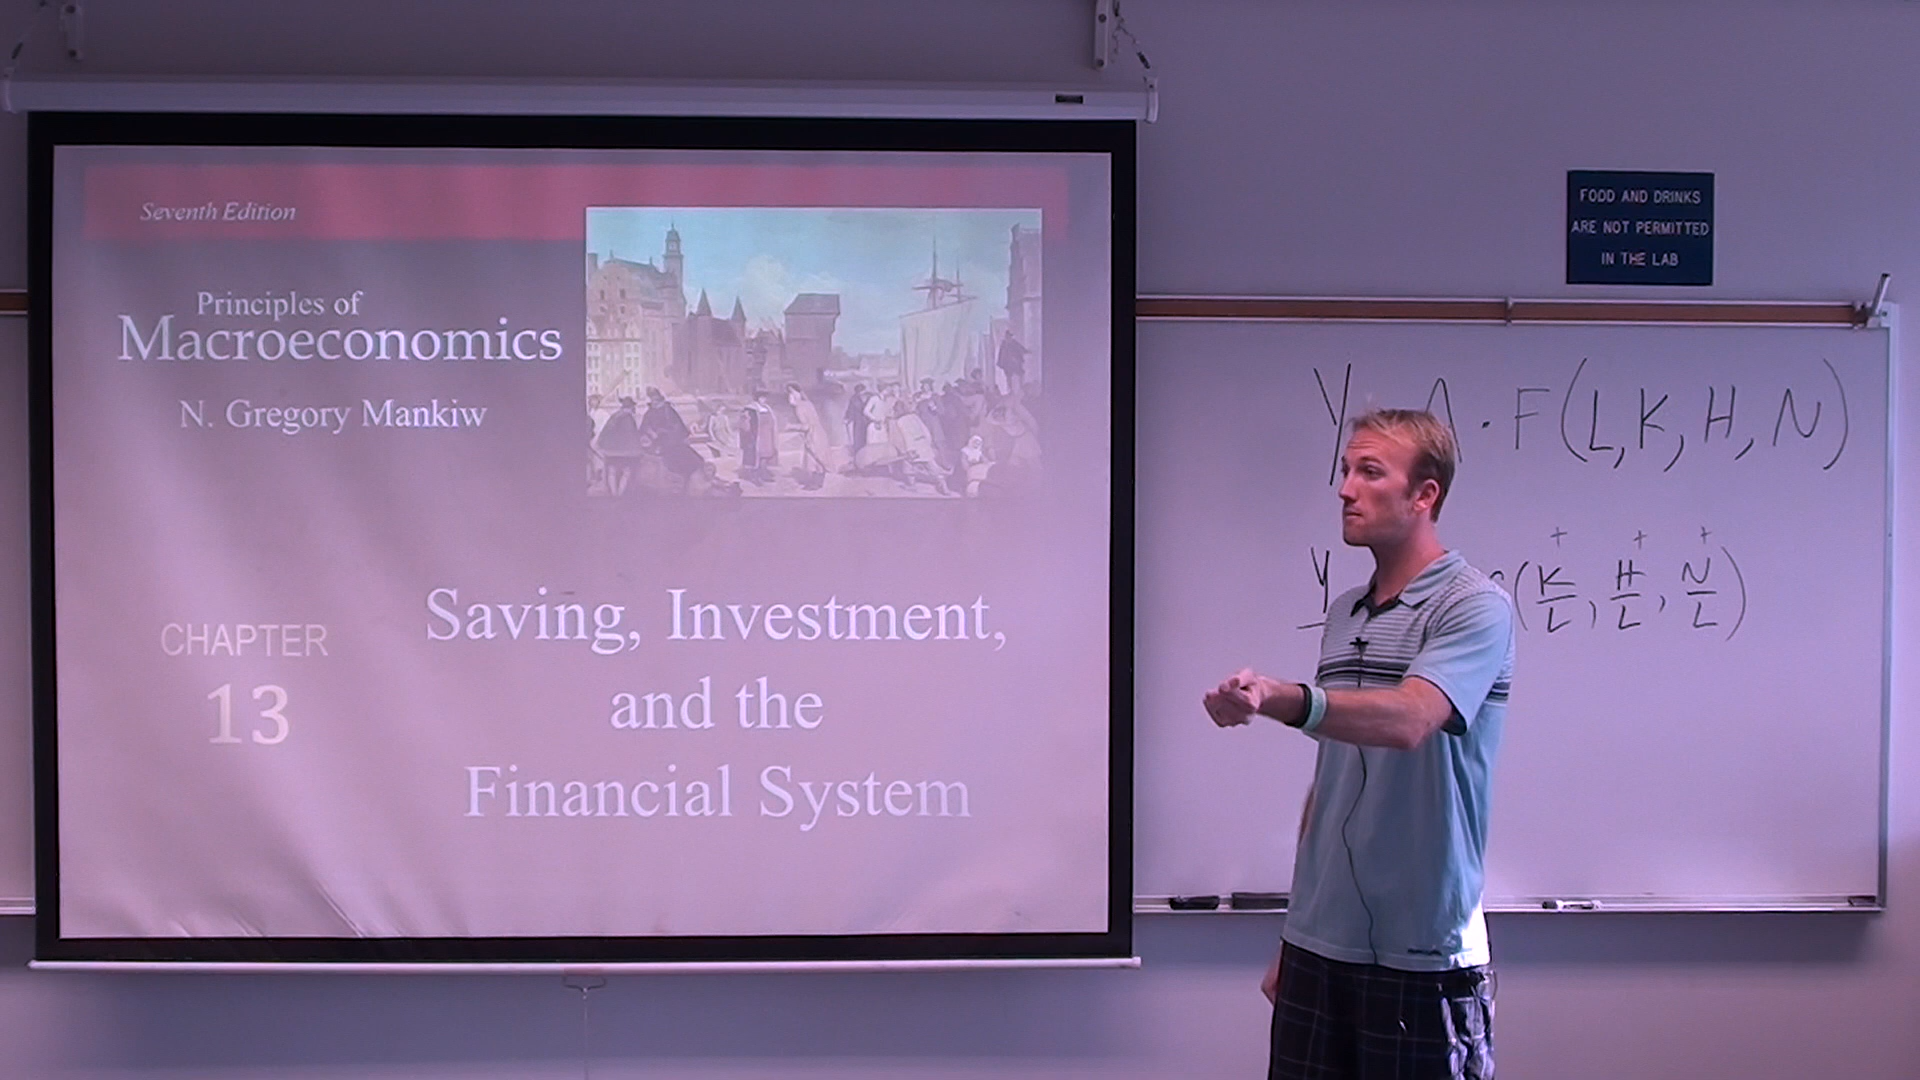 Seventh Edition
Principles of
Macroeconomics
N. Gregory Mankiw
CHAPTER
13
Saving, Investment,
and the
Financial System
FOOD AND DRINKS
ARE NOT PERMITTED
IN THE LAB
Y A · F(L, K, H, N)
+ + +
Y (K/L, H/L, N/L)